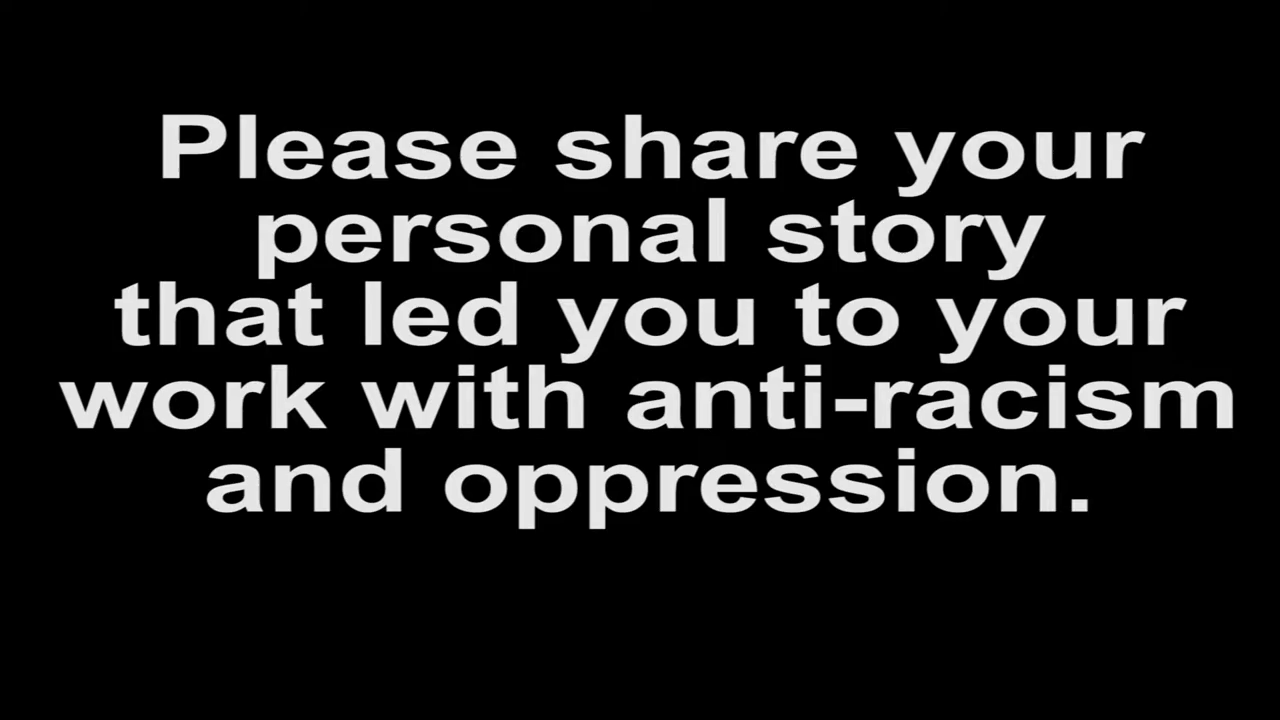 Please share your
personal story
that led you to your
work with anti-racism
and oppression.